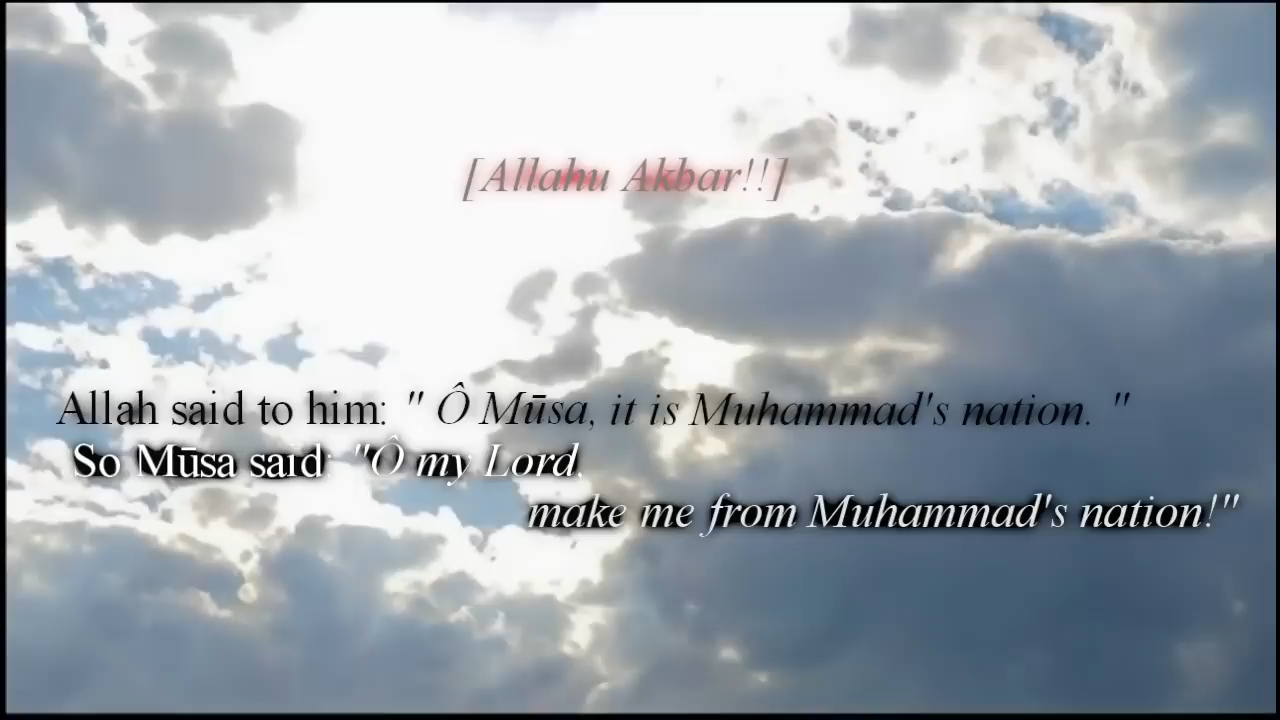 [Allahu Akbar!!]
Allah said to him: " Ô Mūsa, it is Muhammad's nation. "
So Mūsa said: "Ô my Lord,
make me from Muhammad's nation!"